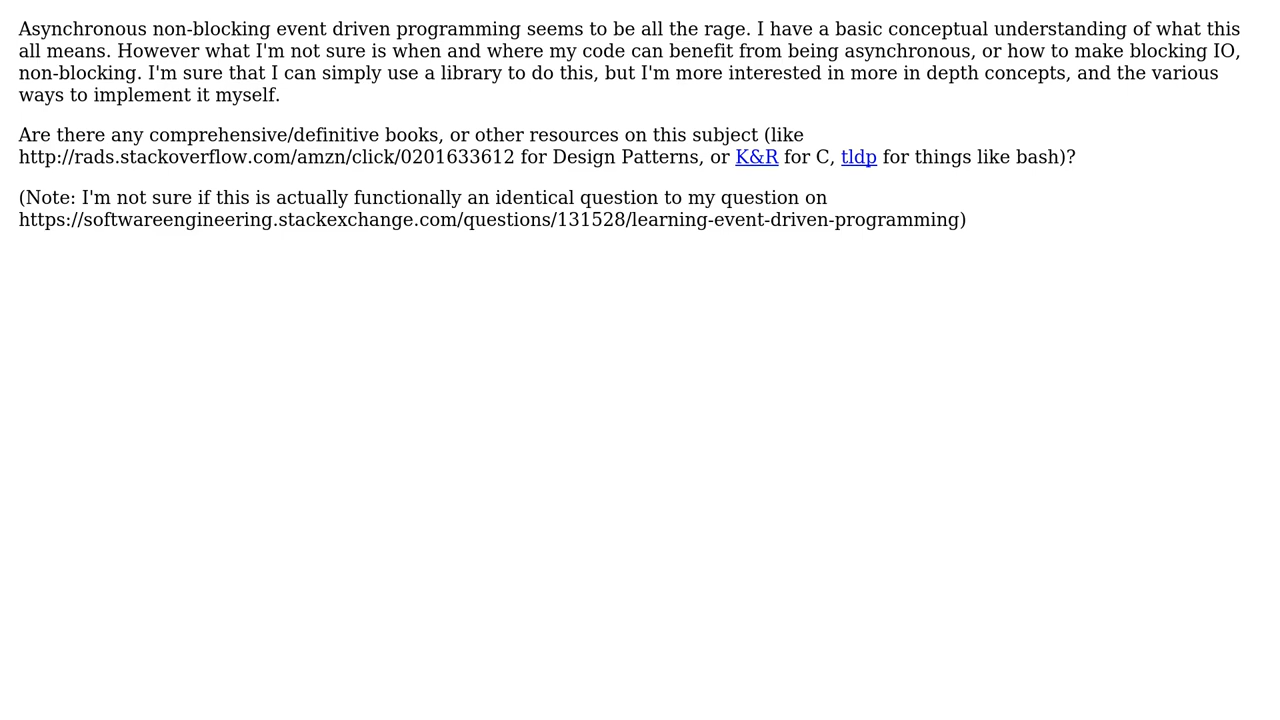 Asynchronous non-blocking event driven programming seems to be all the rage. I have a basic conceptual understanding of what this
all means. However what I'm not sure is when and where my code can benefit from being asynchronous, or how to make blocking IO,
non-blocking. I'm sure that I can simply use a library to do this, but I'm more interested in more in depth concepts, and the various
ways to implement it myself.
Are there any comprehensive/definitive books, or other resources on this subject (like
http://rads.stackoverflow.com/amzn/click/0201633612 for Design Patterns, or K&R for C, tldp for things like bash)?
(Note: I'm not sure if this is actually functionally an identical question to my question on
https://softwareengineering.stackexchange.com/questions/131528/learning-event-driven-programming)